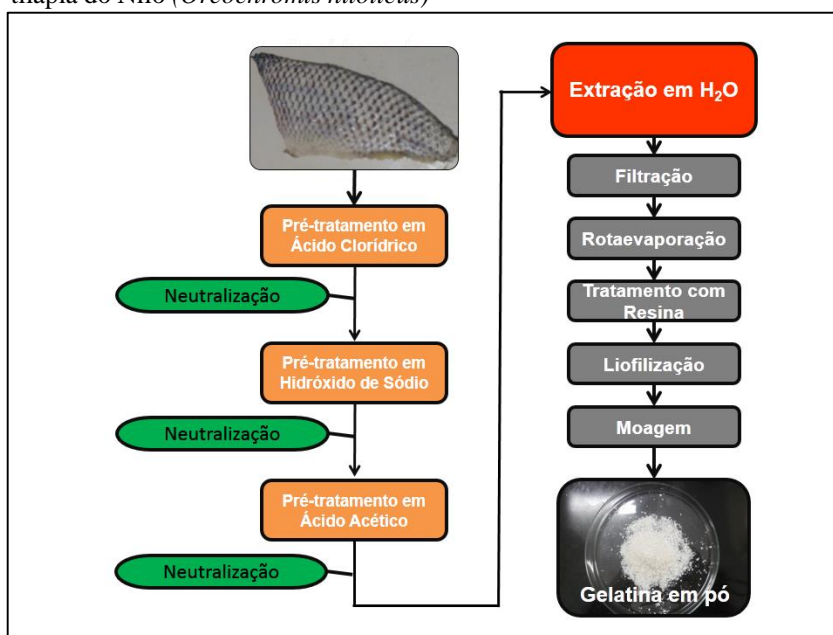 tilápia do Nilo (Oreochromis niloticus)
Pré-tratamento em
Ácido Clorídrico
Neutralização
Pré-tratamento em
Hidróxido de Sódio
Neutralização
Pré-tratamento em
Ácido Acético
Neutralização
Extração em H₂O
Filtração
Rotaevaporação
Tratamento com
Resina
Liofilização
Moagem
Gelatina em pó